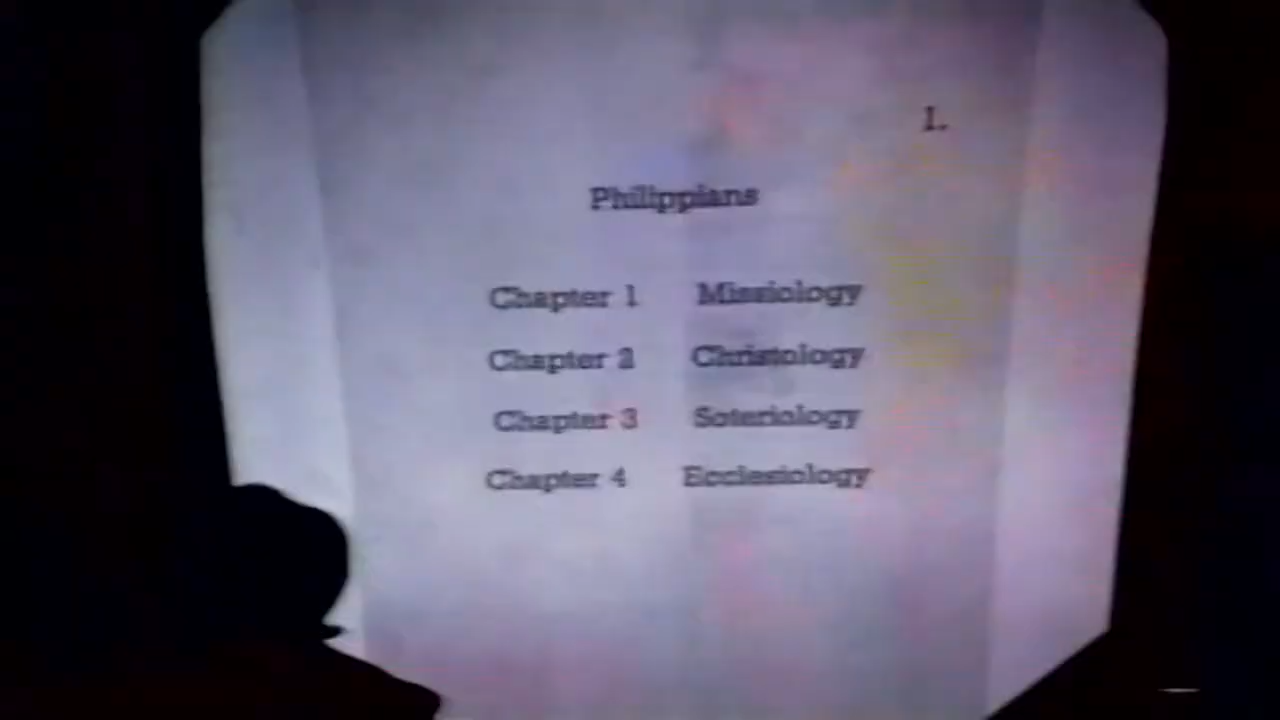 1.
Philippians
Chapter 1 Missiology
Chapter 2 Christology
Chapter 3 Soteriology
Chapter 4 Ecclesiology